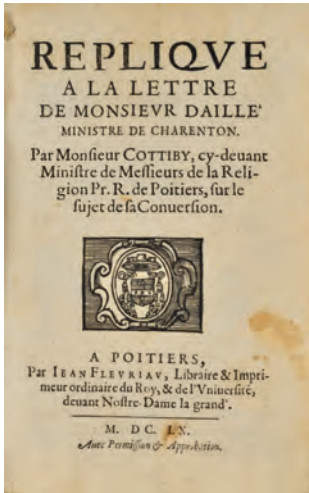 REPLIQVE
A LA LETTRE
DE MONSIEVR DAILLE'
MINISTRE DE CHARENTON.
Par Monſieur COTTIBY, cy-deuant
Miniſtre de Meſſieurs de la Reli-
gion Pr. R. de Poitiers, ſur le
ſujet de ſa Conuerſion.
A POITIERS,
Par IEAN FLEVRIAV, Libraire & Impri-
meur ordinaire du Roy, & de l'Vniuerſité,
deuant Noſtre-Dame la grand'.
M. DC. LX.
Auec Permiſſion & Approbation.